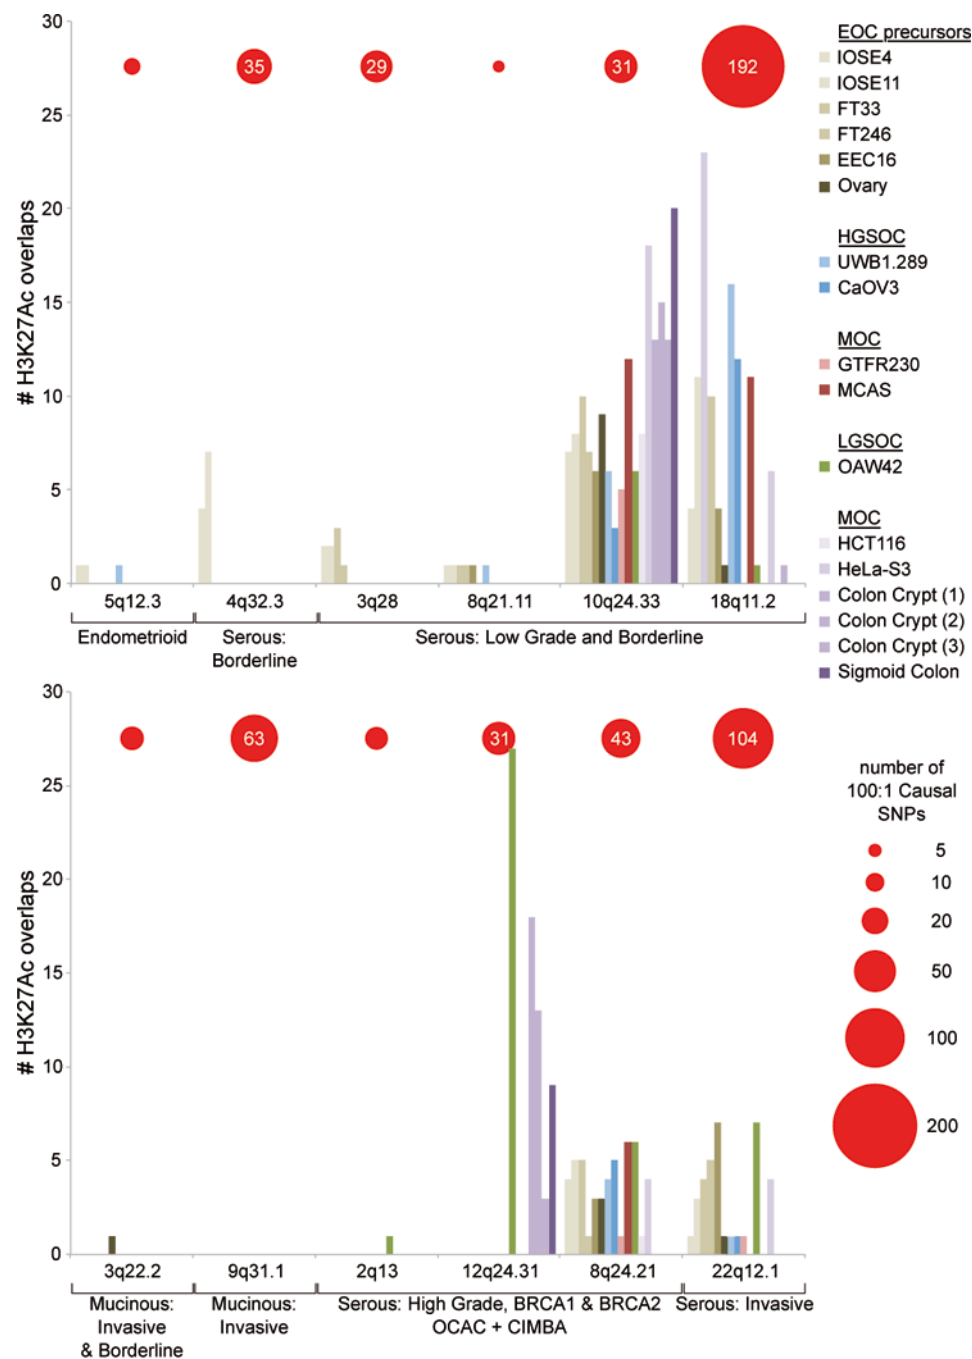 30
25
20
15
10
5
0
# H3K27Ac overlaps
35
29
31
192
5q12.3
4q32.3
3q28
8q21.11
10q24.33
18q11.2
Endometrioid
Serous:
Borderline
Serous: Low Grade and Borderline
EOC precursors
IOSE4
IOSE11
FT33
FT246
EEC16
Ovary
HGSOC
UWB1.289
CaOV3
MOC
GTFR230
MCAS
LGSOC
OAW42
MOC
HCT116
HeLa-S3
Colon Crypt (1)
Colon Crypt (2)
Colon Crypt (3)
Sigmoid Colon
30
25
20
15
10
5
0
# H3K27Ac overlaps
63
31
43
104
3q22.2
9q31.1
2q13
12q24.31
8q24.21
22q12.1
Mucinous:
Invasive
& Borderline
Mucinous:
Invasive
Serous: High Grade, BRCA1 & BRCA2
OCAC + CIMBA
Serous: Invasive
number of
100:1 Causal
SNPs
5
10
20
50
100
200